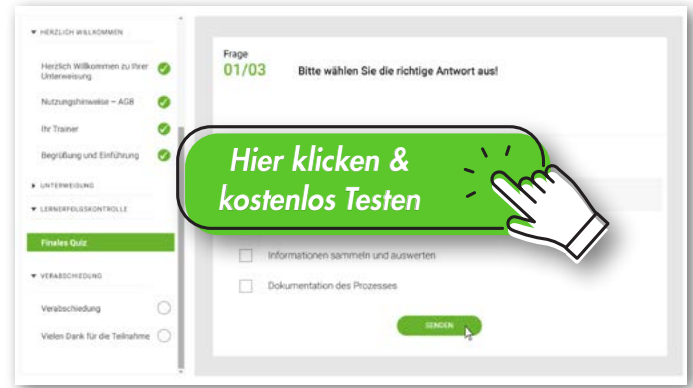 HERZLICH WILLKOMMEN
Herzlich Willkommen zu Ihrer
Unterweisung
Nutzungshinweise – AGB
Ihr Trainer
Begrüßung und Einführung
UNTERWEISUNG
LERNERFOLGSKONTROLLE
Finales Quiz
VERABSCHIEDUNG
Verabschiedung
Vielen Dank für die Teilnahme
Frage
01/03
Bitte wählen Sie die richtige Antwort aus!
Hier klicken &
kostenlos Testen
Informationen sammeln und auswerten
Dokumentation des Prozesses
SENDEN